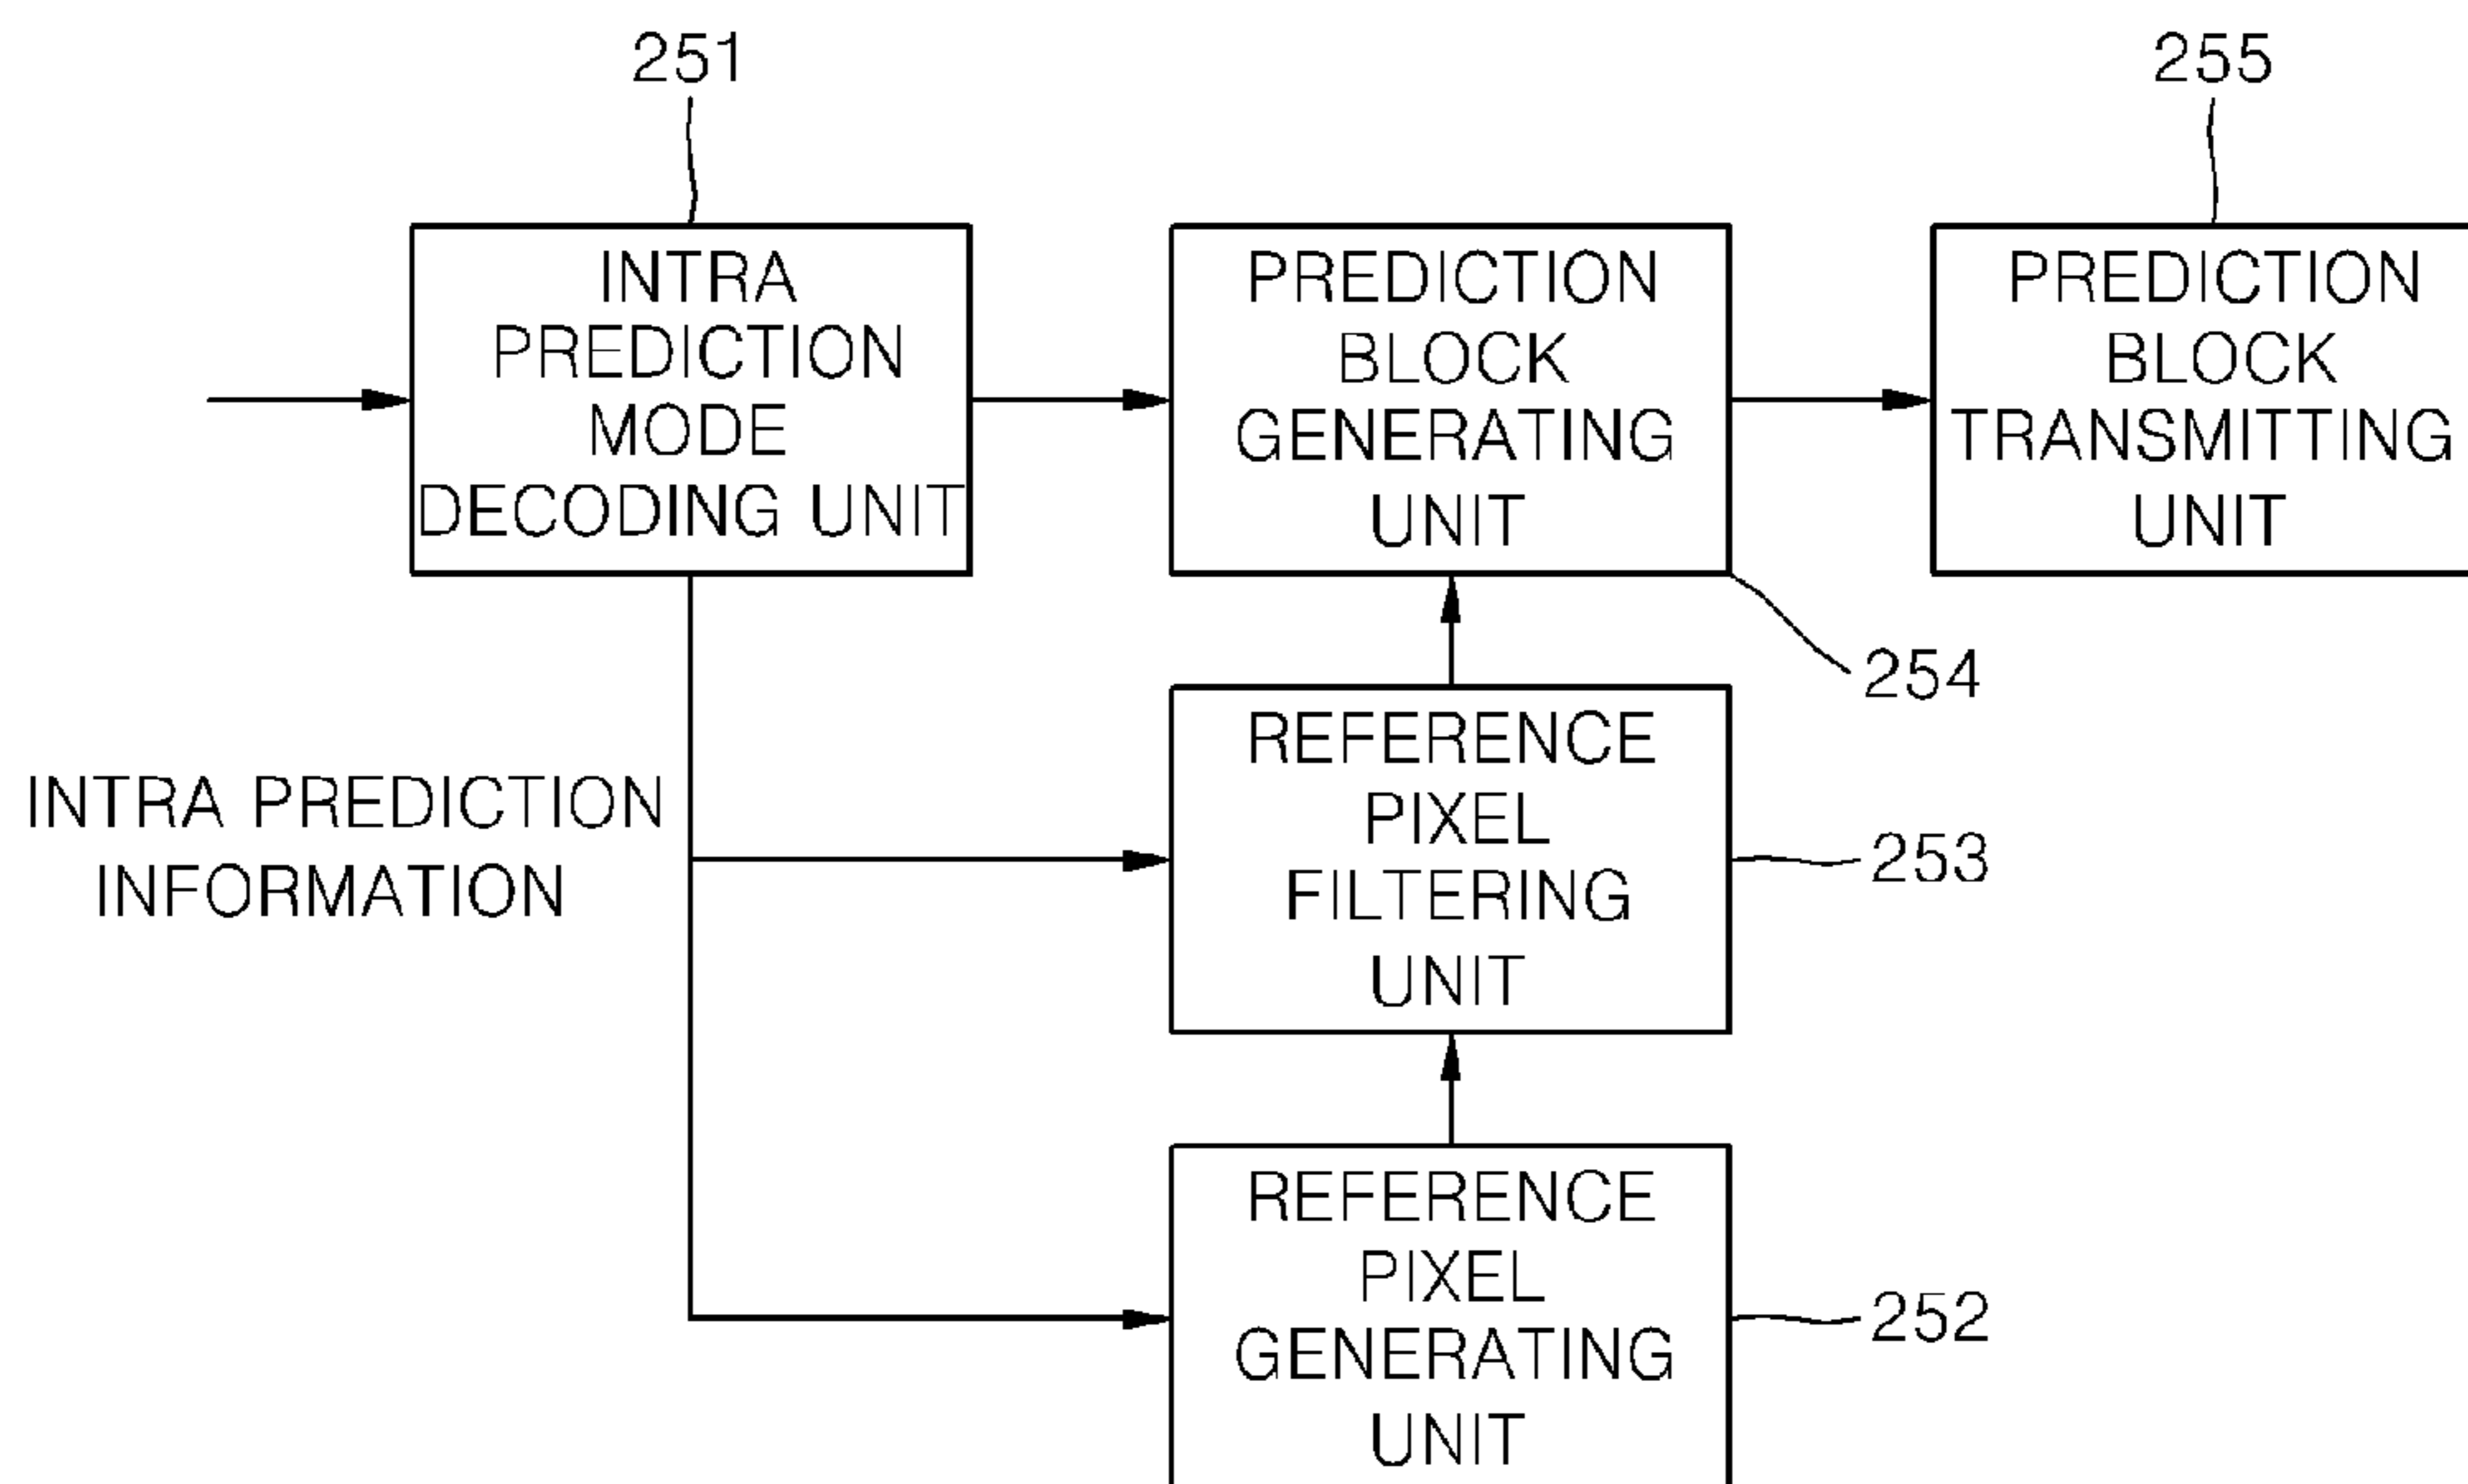 251
255
INTRA
PREDICTION
MODE
DECODING UNIT
PREDICTION
BLOCK
GENERATING
UNIT
PREDICTION
BLOCK
TRANSMITTING
UNIT
254
INTRA PREDICTION
INFORMATION
REFERENCE
PIXEL
FILTERING
UNIT
253
REFERENCE
PIXEL
GENERATING
UNIT
252